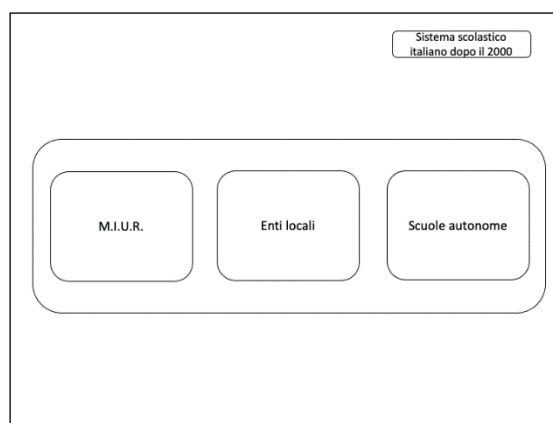 Sistema scolastico
italiano dopo il 2000
M.I.U.R.
Enti locali
Scuole autonome